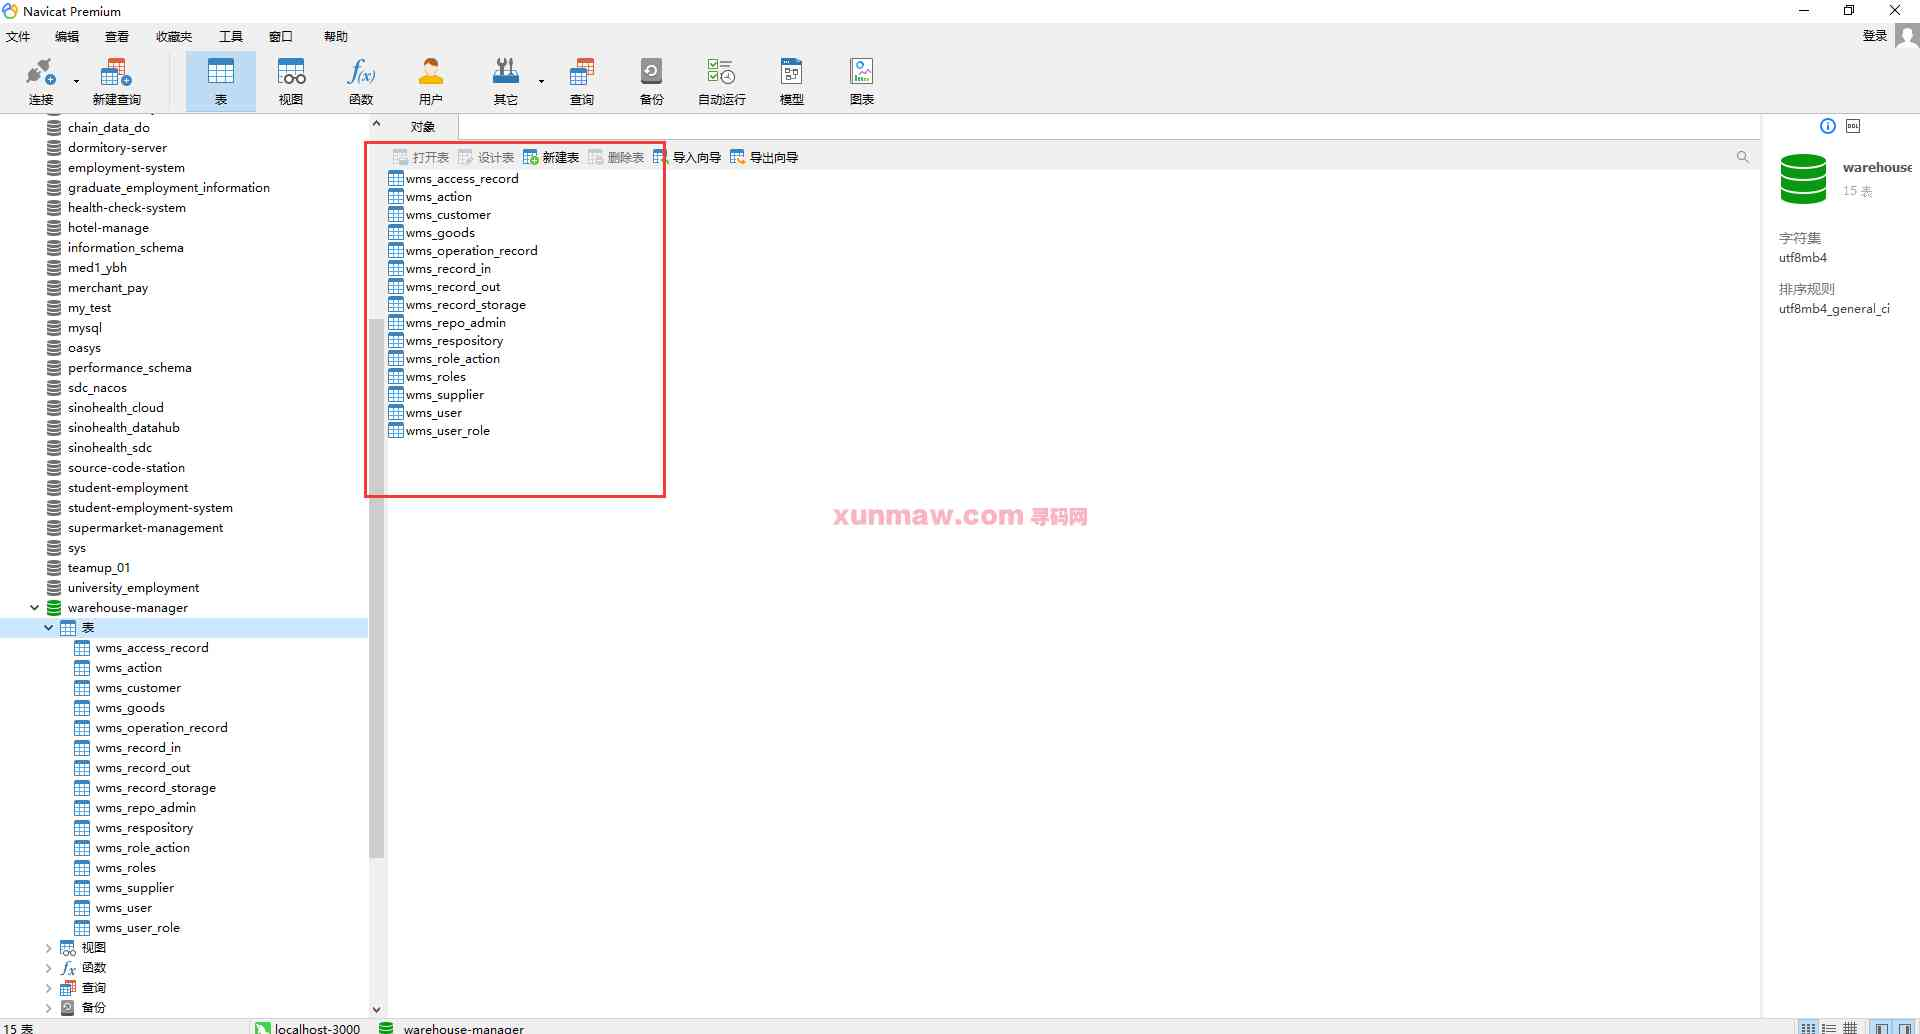 Navicat Premium
文件 编辑 查看 收藏夹 工具 窗口 帮助 登录
连接 新建查询 表 视图 函数 用户 其它 查询 备份 自动运行 模型 图表
chain_data_do
dormitory-server
employment-system
graduate_employment_information
health-check-system
hotel-manage
information_schema
med1_ybh
merchant_pay
my_test
mysql
oasys
performance_schema
sdc_nacos
sinohealth_cloud
sinohealth_datahub
sinohealth_sdc
source-code-station
student-employment
student-employment-system
supermarket-management
sys
teamup_01
university_employment
warehouse-manager
表
wms_access_record
wms_action
wms_customer
wms_goods
wms_operation_record
wms_record_in
wms_record_out
wms_record_storage
wms_repo_admin
wms_respository
wms_role_action
wms_roles
wms_supplier
wms_user
wms_user_role
视图
函数
查询
备份
对象
打开表 设计表 新建表 删除表 导入向导 导出向导
wms_access_record
wms_action
wms_customer
wms_goods
wms_operation_record
wms_record_in
wms_record_out
wms_record_storage
wms_repo_admin
wms_respository
wms_role_action
wms_roles
wms_supplier
wms_user
wms_user_role
xunmaw.com 寻码网
DDL
warehouse
15 表
字符集
utf8mb4
排序规则
utf8mb4_general_ci
15 表 localhost-3000 warehouse-manager